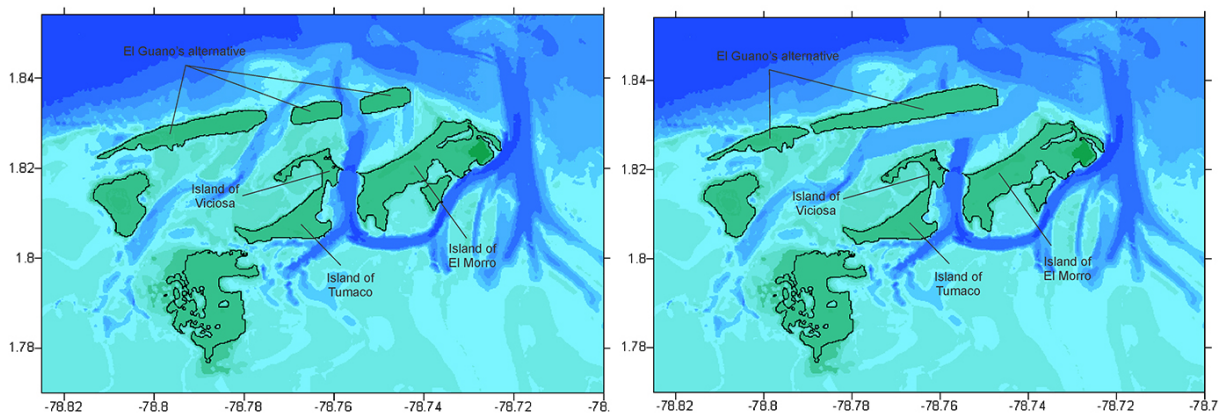 El Guano's alternative
1.84
1.82
1.8
1.78
Island of
Viciosa
Island of
El Morro
Island of
Tumaco
-78.82
-78.8
-78.78
-78.76
-78.74
-78.72
-78.
El Guano's alternative
1.84
1.82
1.8
1.78
Island of
Viciosa
Island of
El Morro
Island of
Tumaco
-78.82
-78.8
-78.78
-78.76
-78.74
-78.72
-78.7